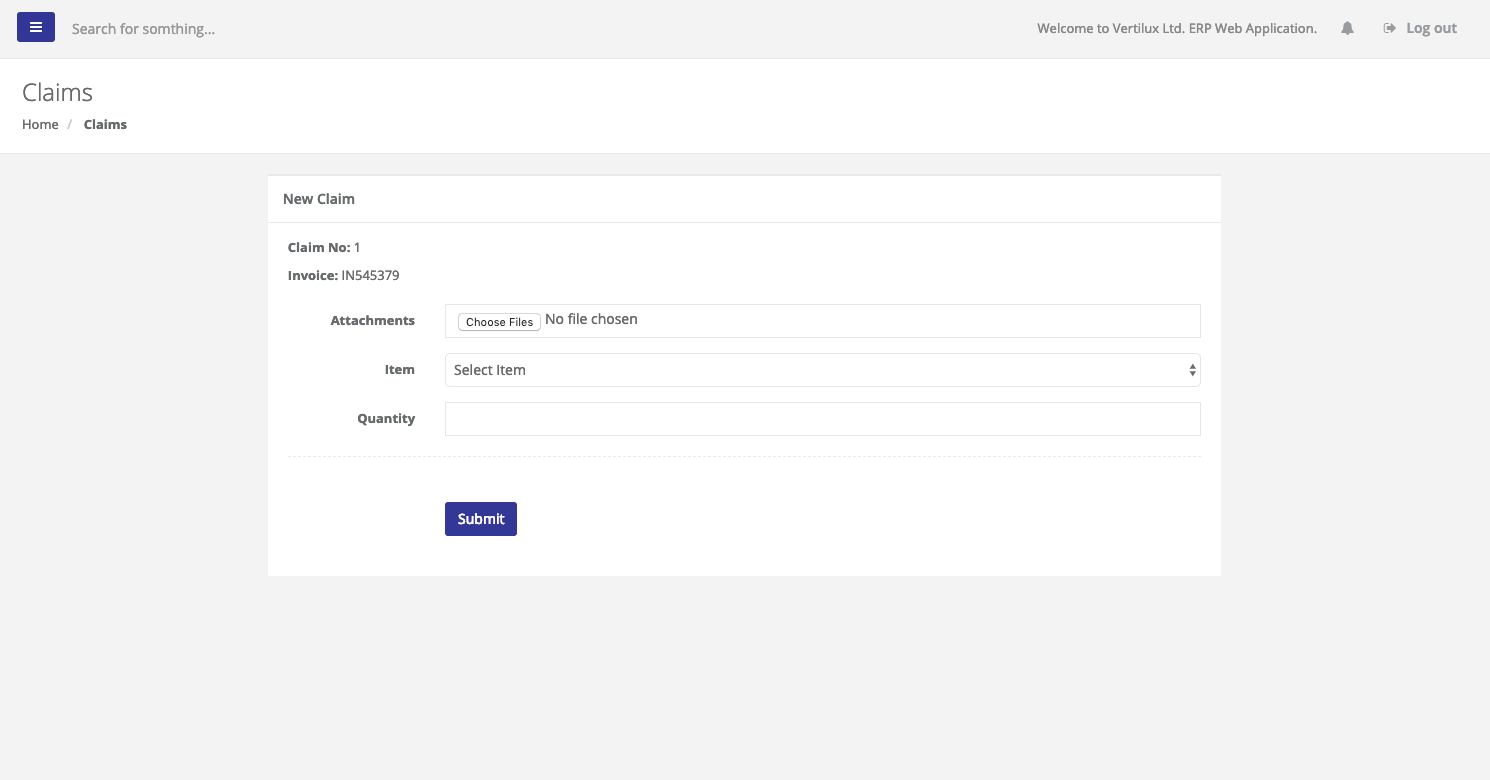 Search for somthing...
Welcome to Vertilux Ltd. ERP Web Application.
Log out
Claims
Home / Claims
New Claim
Claim No: 1
Invoice: IN545379
Attachments Choose Files No file chosen
Item Select Item
Quantity
Submit